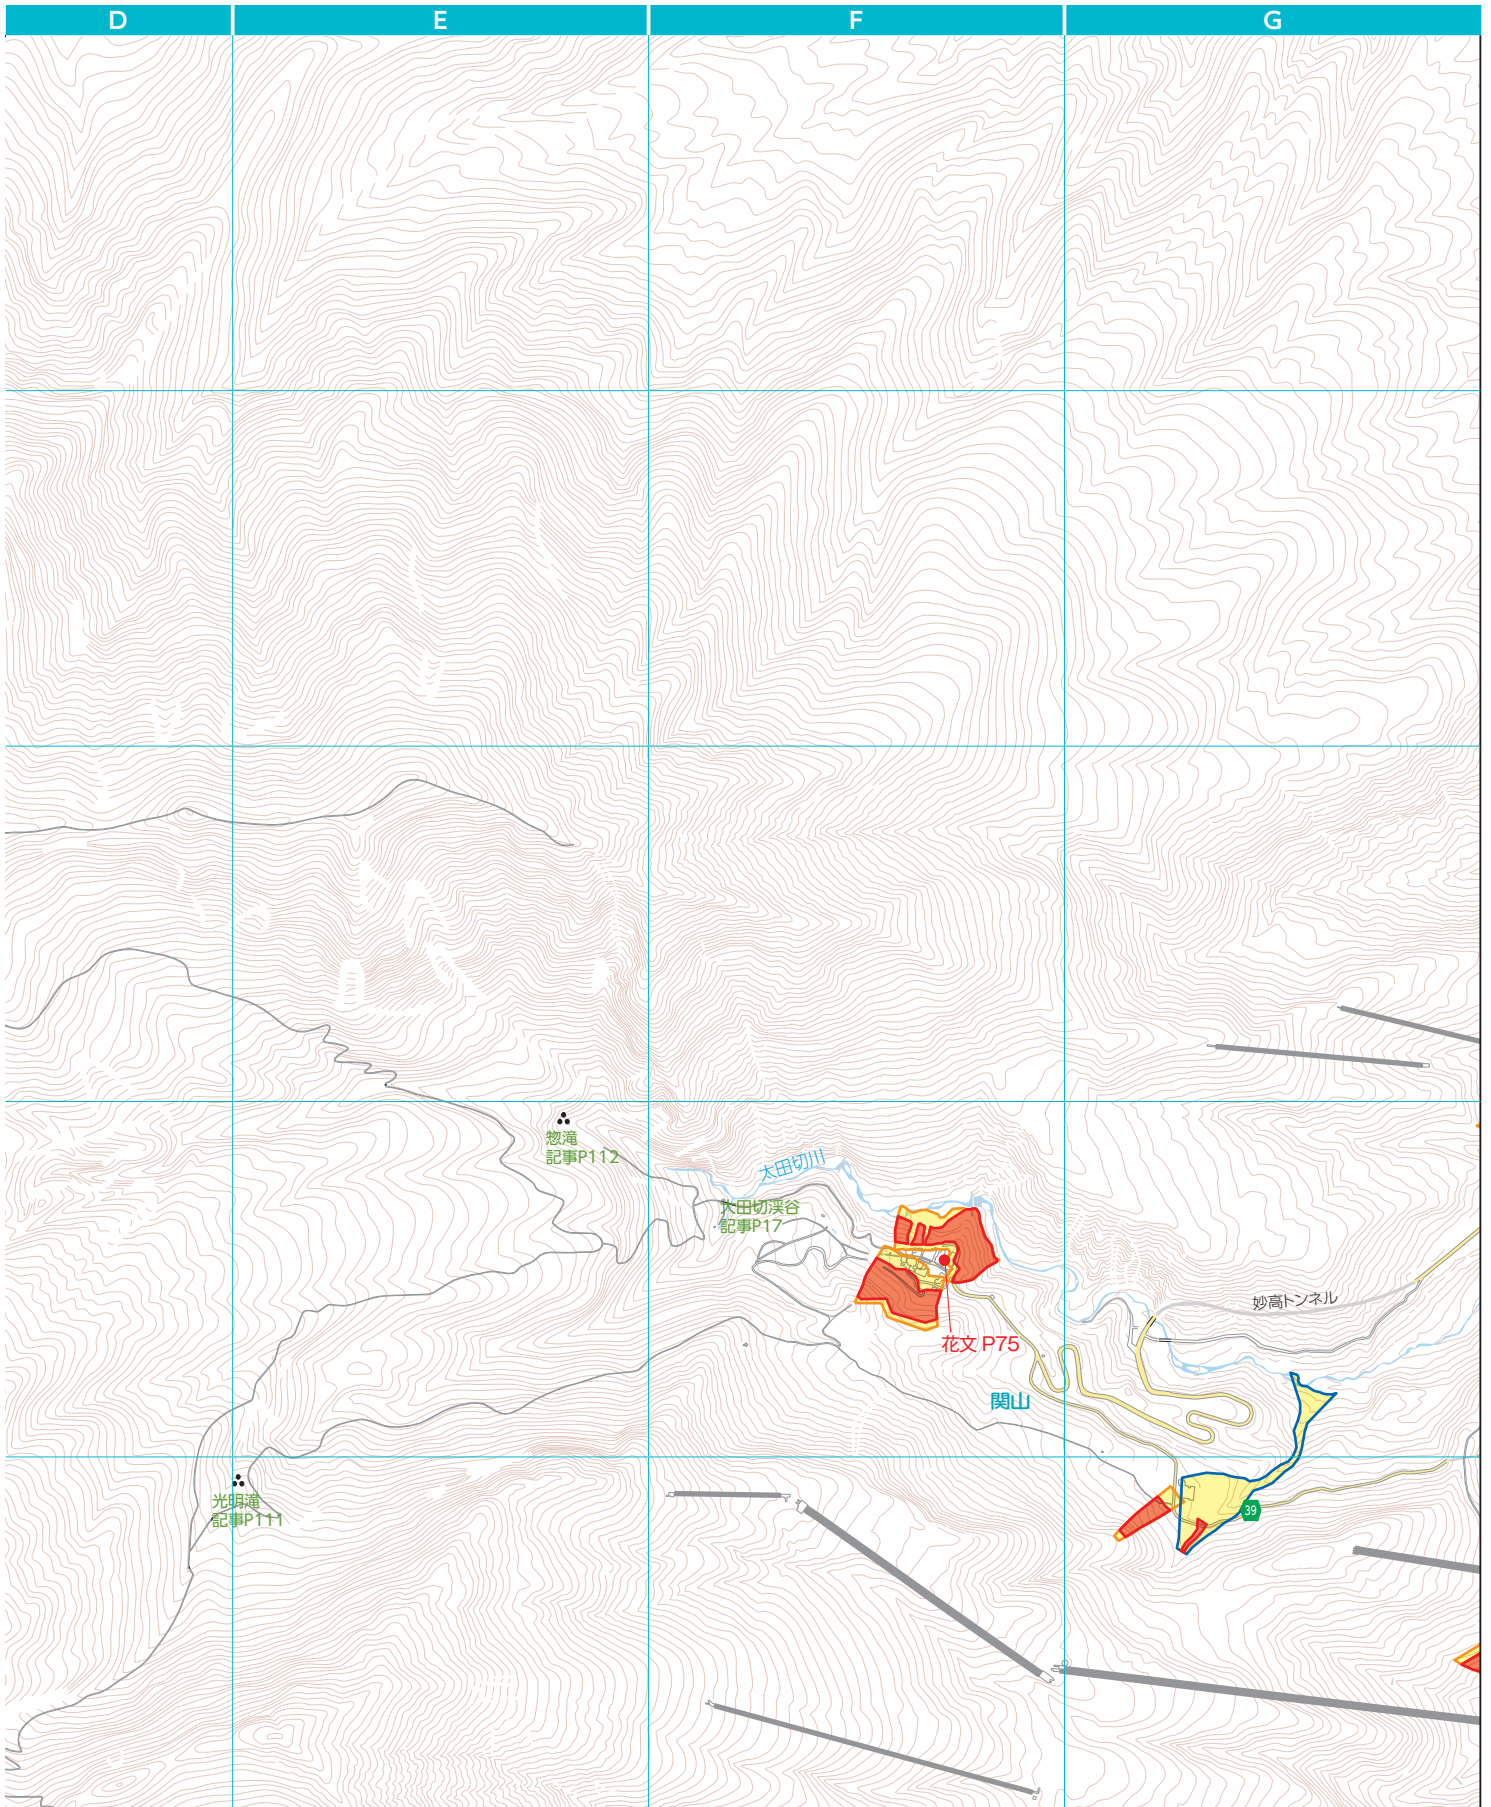 D
E
F
G
惣滝
記事P112
大田切川
大田切渓谷
記事P17
妙高トンネル
花文 P75
関山
光明滝
記事P111
39